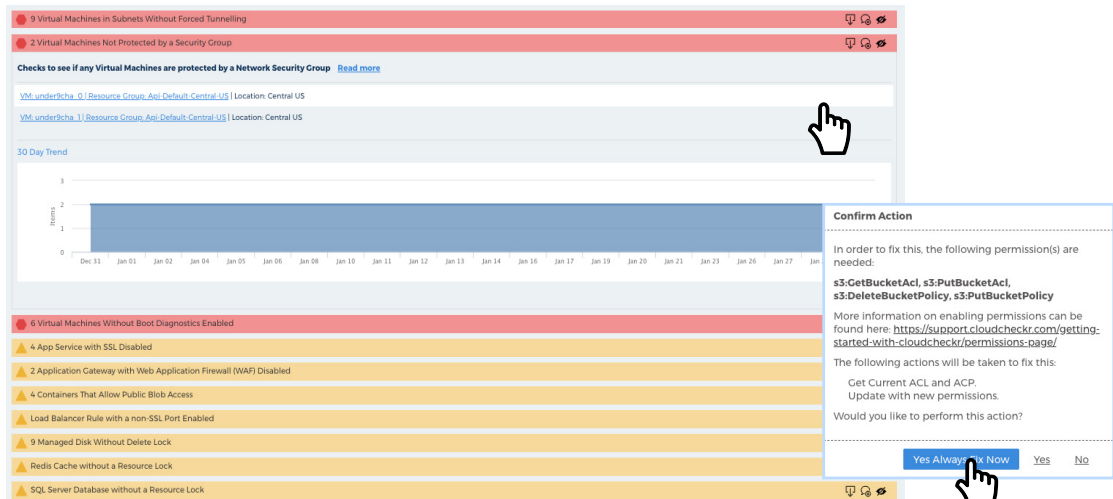 9 Virtual Machines in Subnets Without Forced Tunnelling
2 Virtual Machines Not Protected by a Security Group
Checks to see if any Virtual Machines are protected by a Network Security Group Read more
VM: under9cha_0 | Resource Group: Api-Default-Central-US | Location: Central US
VM: under9cha_1 | Resource Group: Api-Default-Central-US | Location: Central US
30 Day Trend
3
2
1
0
Items
Dec 31 Jan 01 Jan 02 Jan 04 Jan 05 Jan 06 Jan 08 Jan 10 Jan 11 Jan 12 Jan 13 Jan 14 Jan 16 Jan 17 Jan 19 Jan 20 Jan 21 Jan 23 Jan 26 Jan 27 Jan
6 Virtual Machines Without Boot Diagnostics Enabled
4 App Service with SSL Disabled
2 Application Gateway with Web Application Firewall (WAF) Disabled
4 Containers That Allow Public Blob Access
Load Balancer Rule with a non-SSL Port Enabled
9 Managed Disk Without Delete Lock
Redis Cache without a Resource Lock
SQL Server Database without a Resource Lock
Confirm Action
In order to fix this, the following permission(s) are
needed:
s3:GetBucketAcl, s3:PutBucketAcl,
s3:DeleteBucketPolicy, s3:PutBucketPolicy
More information on enabling permissions can be
found here: https://support.cloudcheckr.com/getting-
started-with-cloudcheckr/permissions-page/
The following actions will be taken to fix this:
Get Current ACL and ACP.
Update with new permissions.
Would you like to perform this action?
Yes Always Fix Now Yes No